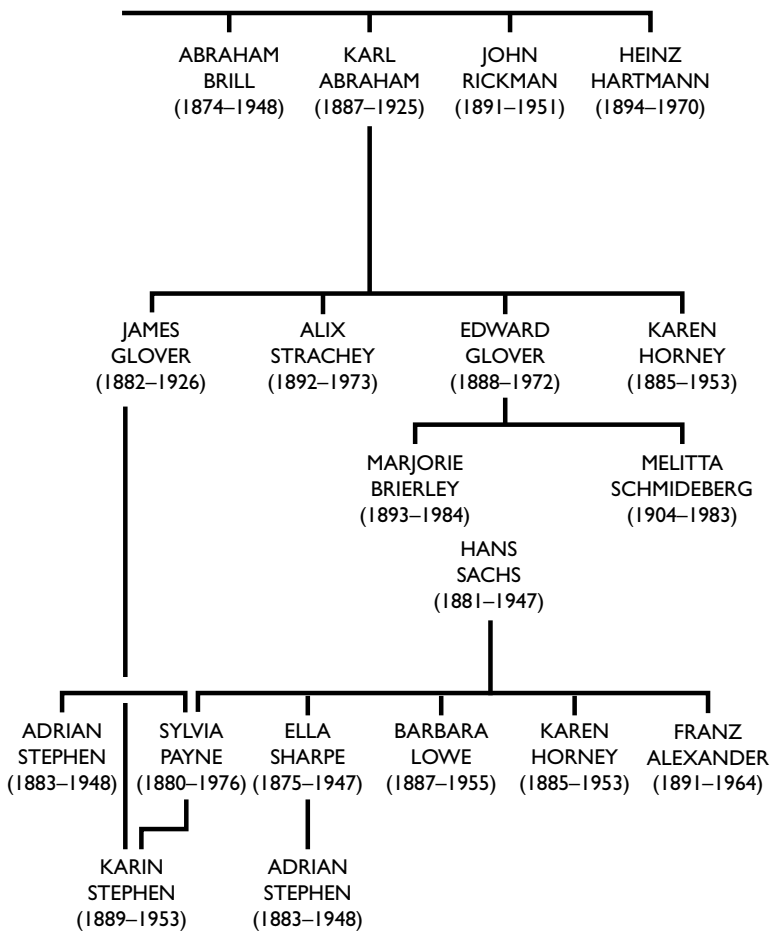 ABRAHAM
BRILL
(1874–1948)
KARL
ABRAHAM
(1887–1925)
JOHN
RICKMAN
(1891–1951)
HEINZ
HARTMANN
(1894–1970)
JAMES
GLOVER
(1882–1926)
ALIX
STRACHEY
(1892–1973)
EDWARD
GLOVER
(1888–1972)
KAREN
HORNEY
(1885–1953)
MARJORIE
BRIERLEY
(1893–1984)
MELITTA
SCHMIDEBERG
(1904–1983)
HANS
SACHS
(1881–1947)
ADRIAN
STEPHEN
(1883–1948)
SYLVIA
PAYNE
(1880–1976)
ELLA
SHARPE
(1875–1947)
BARBARA
LOWE
(1887–1955)
KAREN
HORNEY
(1885–1953)
FRANZ
ALEXANDER
(1891–1964)
KARIN
STEPHEN
(1889–1953)
ADRIAN
STEPHEN
(1883–1948)